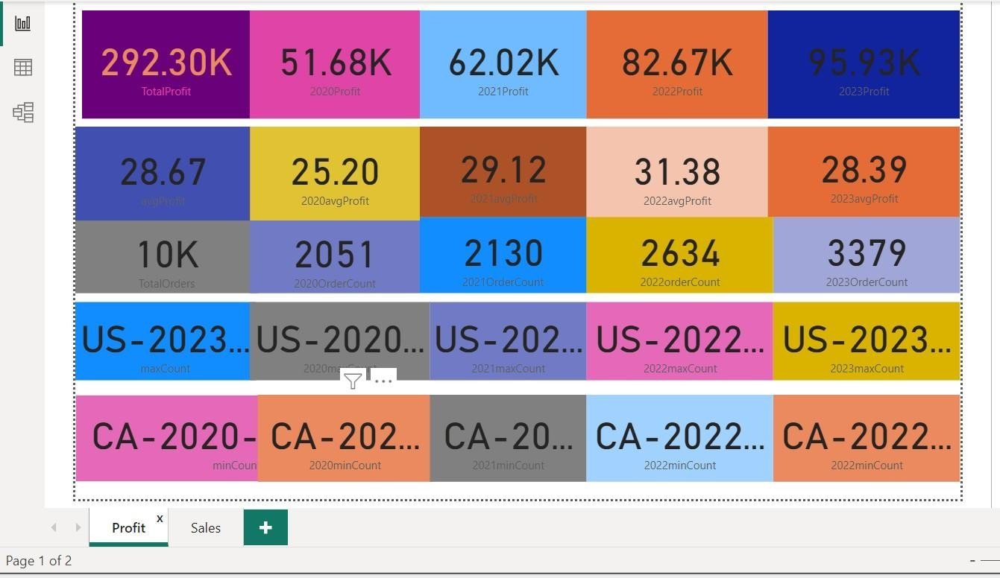 292.30K 51.68K 62.02K 82.67K 95.93K
TotalProfit 2020Profit 2021Profit 2022Profit 2023Profit
28.67 25.20 29.12 31.38 28.39
avgProfit 2020avgProfit 2021avgProfit 2022avgProfit 2023avgProfit
10K 2051 2130 2634 3379
TotalOrders 2020OrderCount 2021OrderCount 2022orderCount 2023OrderCount
US-2023... US-2020... US-202... US-2022... US-2023...
maxCount 2020maxCount 2021maxCount 2022maxCount 2023maxCount
CA-2020- CA-202... CA-20... CA-2022... CA-2022...
minCoun 2020minCount 2021minCount 2022minCount 2022minCount
Profit x Sales +
Page 1 of 2